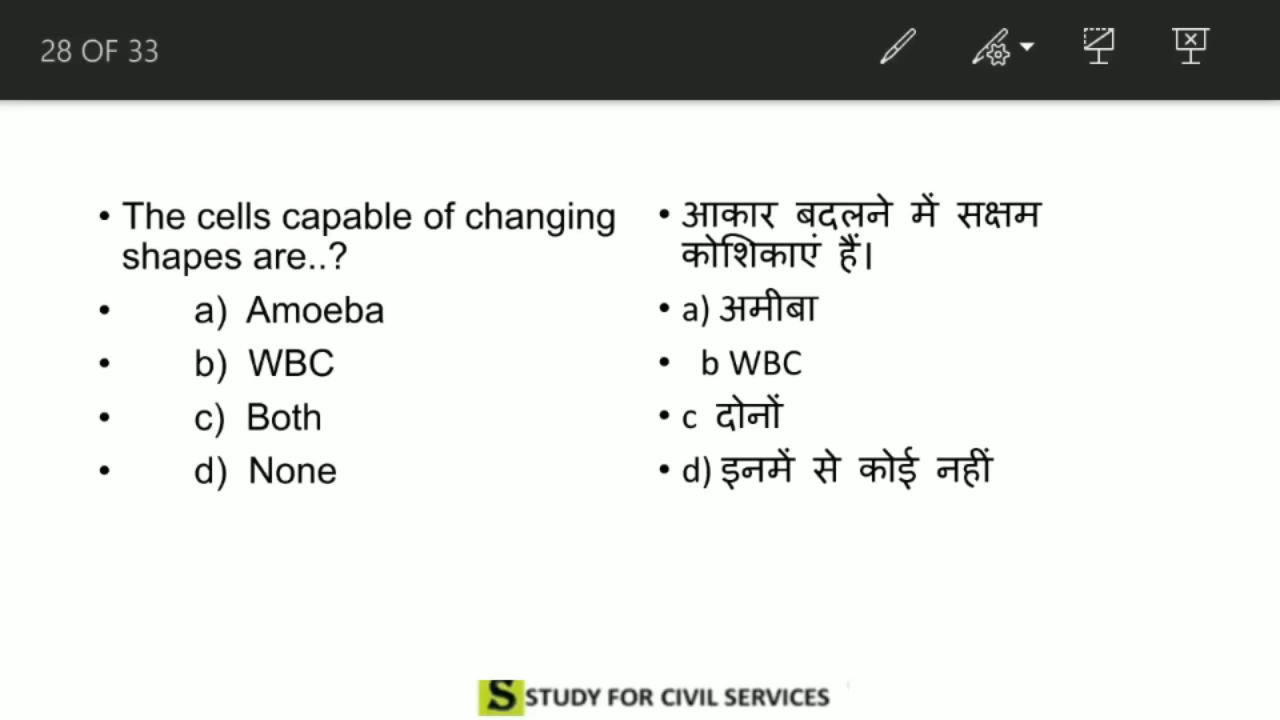 28 OF 33
• The cells capable of changing
shapes are..?
• a) Amoeba
• b) WBC
• c) Both
• d) None
• आकार बदलने में सक्षम
कोशिकाएं हैं।
• a) अमीबा
• b WBC
• c दोनों
• d) इनमें से कोई नहीं
S STUDY FOR CIVIL SERVICES